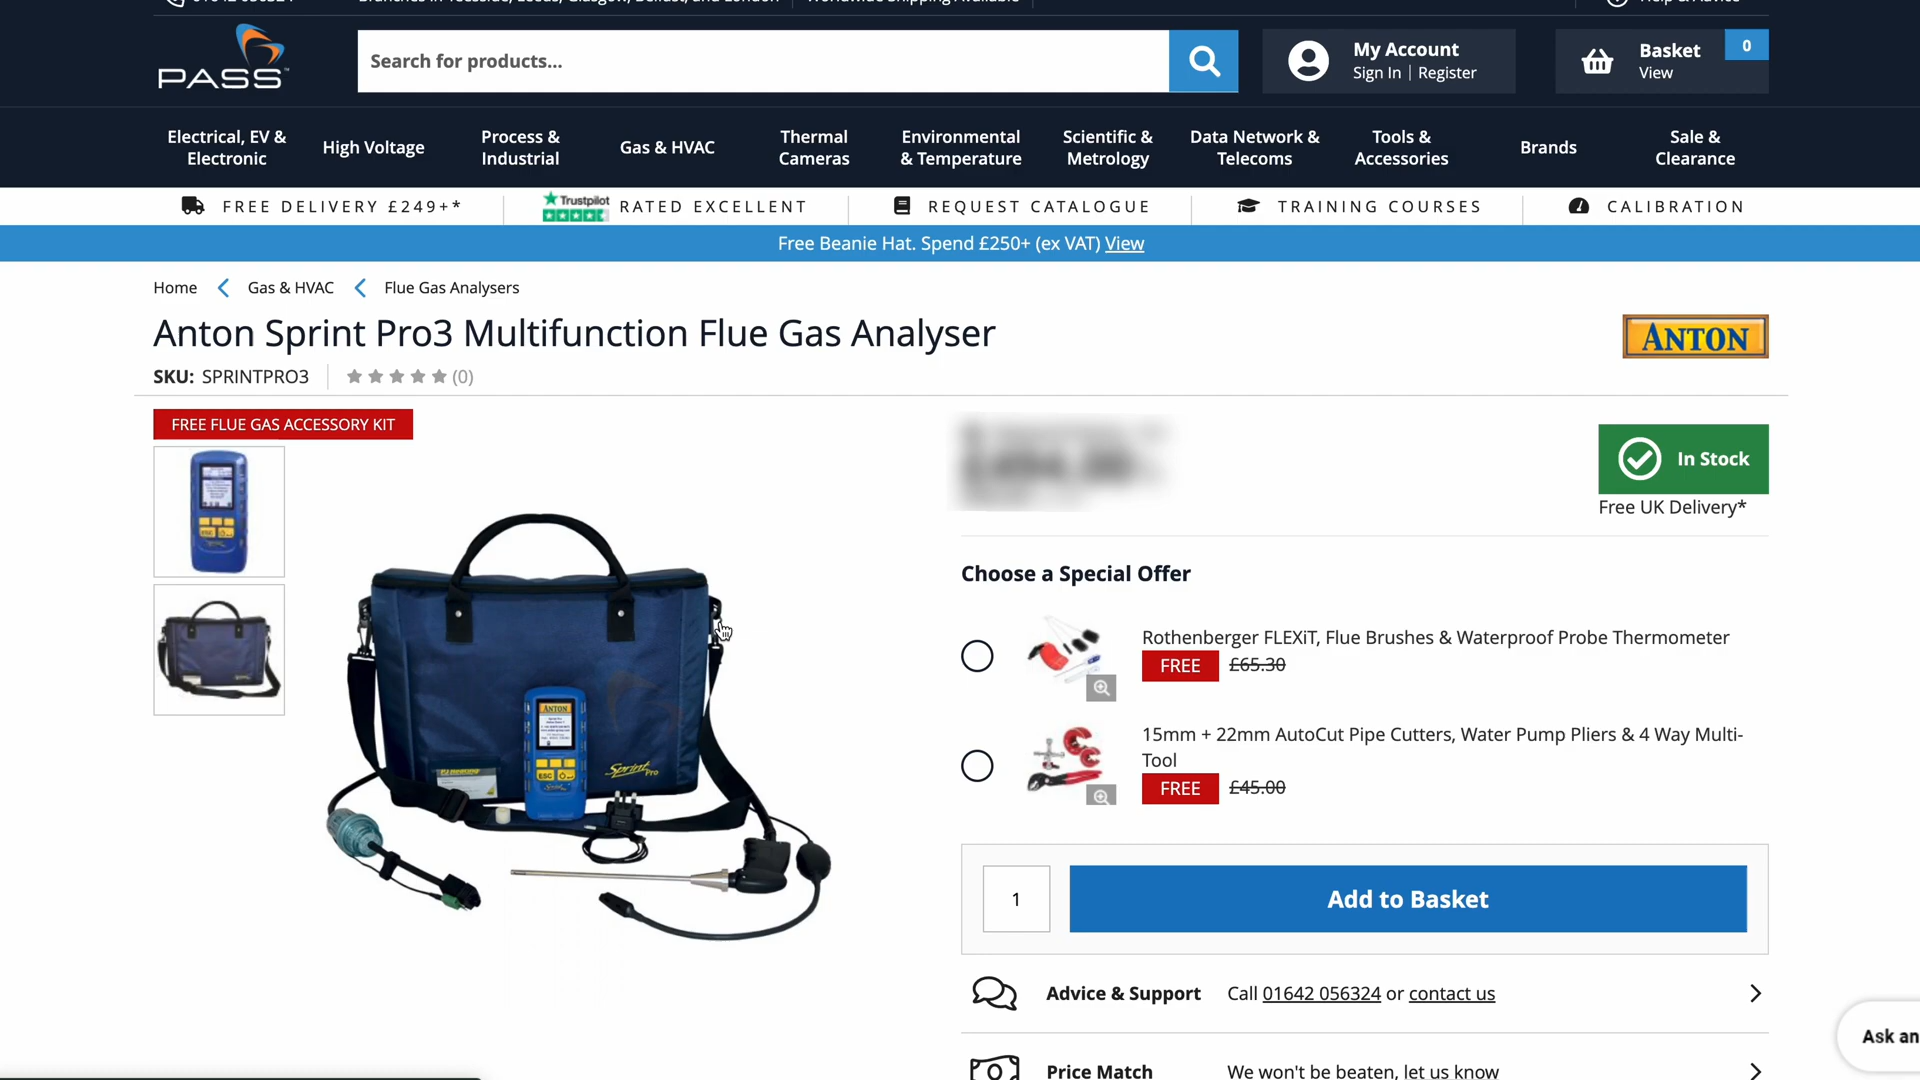 PASS
Search for products...
My Account
Sign In | Register
Basket
View
0
Electrical, EV &
Electronic
High Voltage
Process &
Industrial
Gas & HVAC
Thermal
Cameras
Environmental
& Temperature
Scientific &
Metrology
Data Network &
Telecoms
Tools &
Accessories
Brands
Sale &
Clearance
FREE DELIVERY £249+*
Trustpilot RATED EXCELLENT
REQUEST CATALOGUE
TRAINING COURSES
CALIBRATION
Free Beanie Hat. Spend £250+ (ex VAT) View
Home
Gas & HVAC
Flue Gas Analysers
Anton Sprint Pro3 Multifunction Flue Gas Analyser
ANTON
SKU: SPRINTPRO3
(0)
FREE FLUE GAS ACCESSORY KIT
In Stock
Free UK Delivery*
Choose a Special Offer
Rothenberger FLEXiT, Flue Brushes & Waterproof Probe Thermometer
FREE £65.30
15mm + 22mm AutoCut Pipe Cutters, Water Pump Pliers & 4 Way Multi-
Tool
FREE £45.00
ANTON
ESC
Sprint Pro
1
Add to Basket
Advice & Support
Call 01642 056324 or contact us
Ask an
Price Match
We won't be beaten, let us know